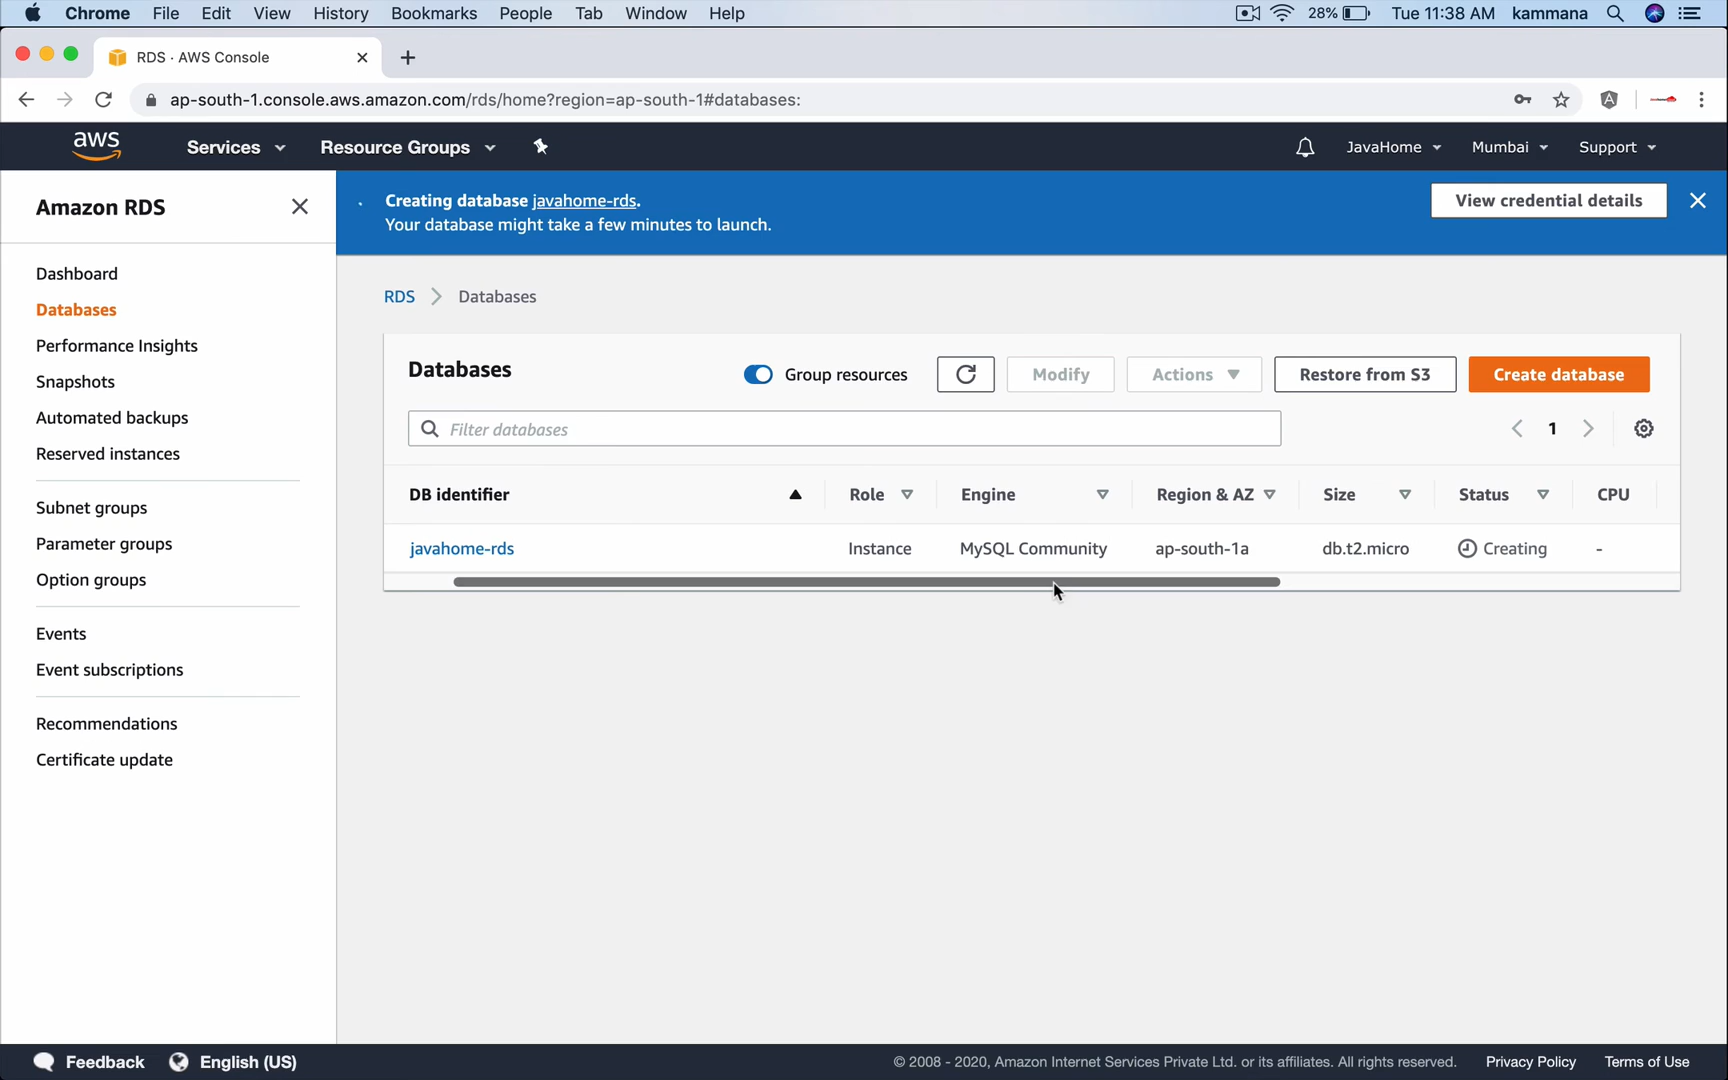 Chrome File Edit View History Bookmarks People Tab Window Help 28% Tue 11:38 AM kammana
RDS · AWS Console
ap-south-1.console.aws.amazon.com/rds/home?region=ap-south-1#databases:
aws Services Resource Groups JavaHome Mumbai Support
Amazon RDS
Dashboard
Databases
Performance Insights
Snapshots
Automated backups
Reserved instances
Subnet groups
Parameter groups
Option groups
Events
Event subscriptions
Recommendations
Certificate update
Creating database javahome-rds.
Your database might take a few minutes to launch.
View credential details
RDS Databases
Databases Group resources Modify Actions Restore from S3 Create database
Filter databases 1
DB identifier Role Engine Region & AZ Size Status CPU
javahome-rds Instance MySQL Community ap-south-1a db.t2.micro Creating -
Feedback English (US) © 2008 - 2020, Amazon Internet Services Private Ltd. or its affiliates. All rights reserved. Privacy Policy Terms of Use